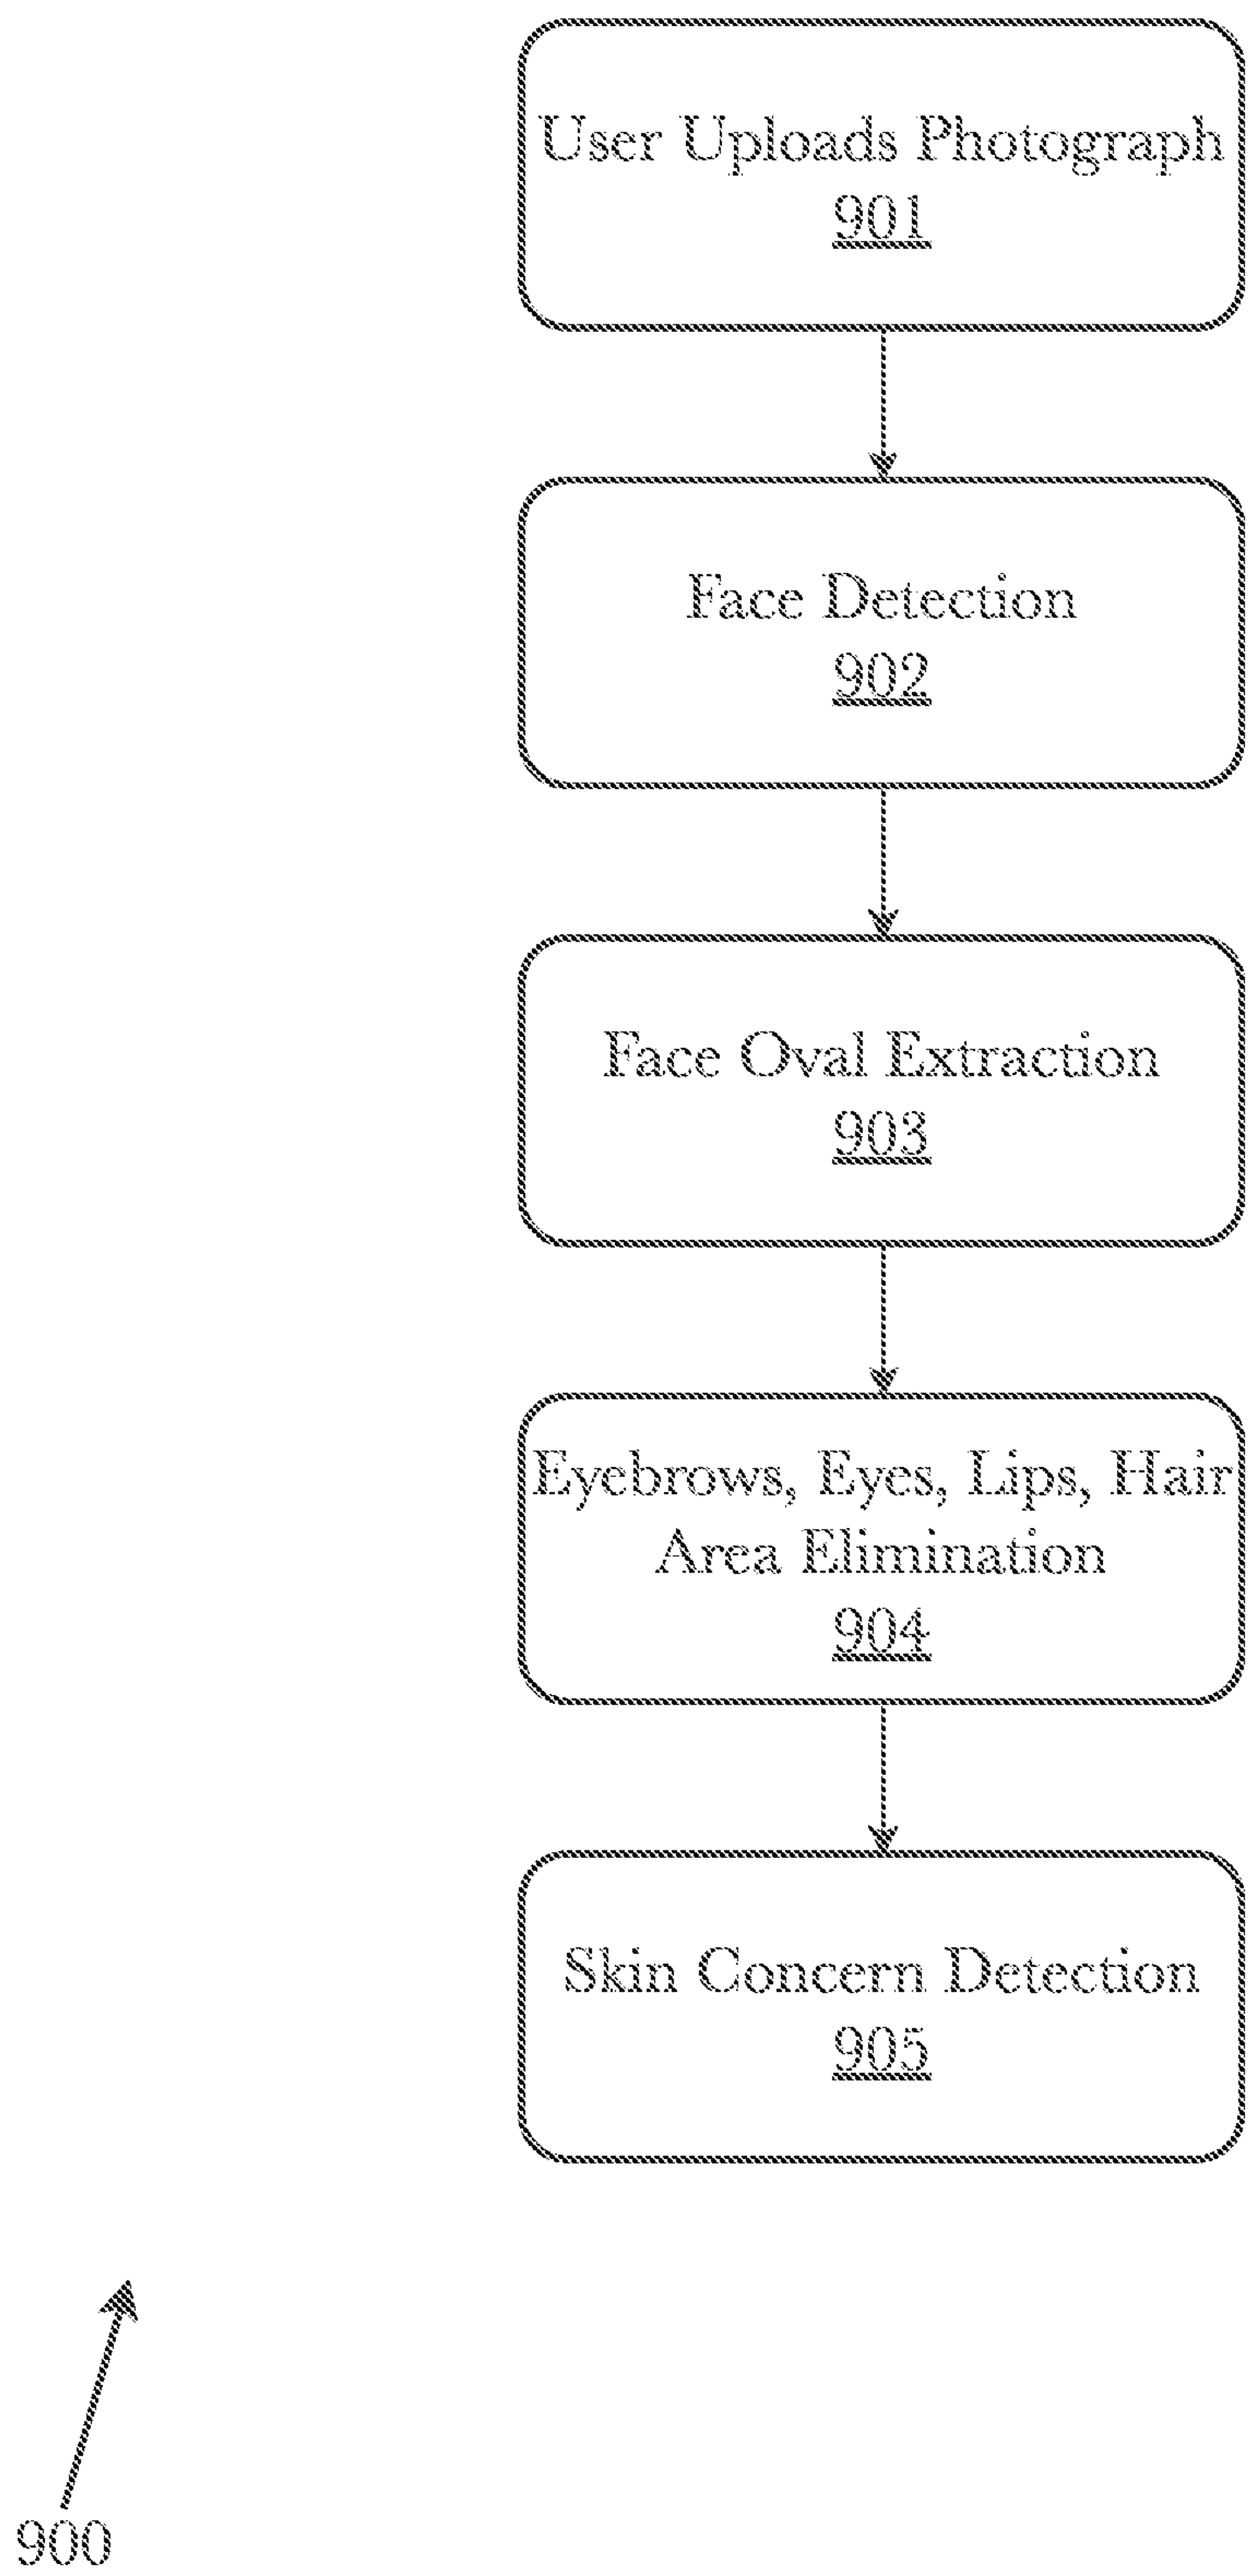 User Uploads Photograph
901
Face Detection
902
Face Oval Extraction
903
Eyebrows, Eyes, Lips, Hair
Area Elimination
904
Skin Concern Detection
905
900